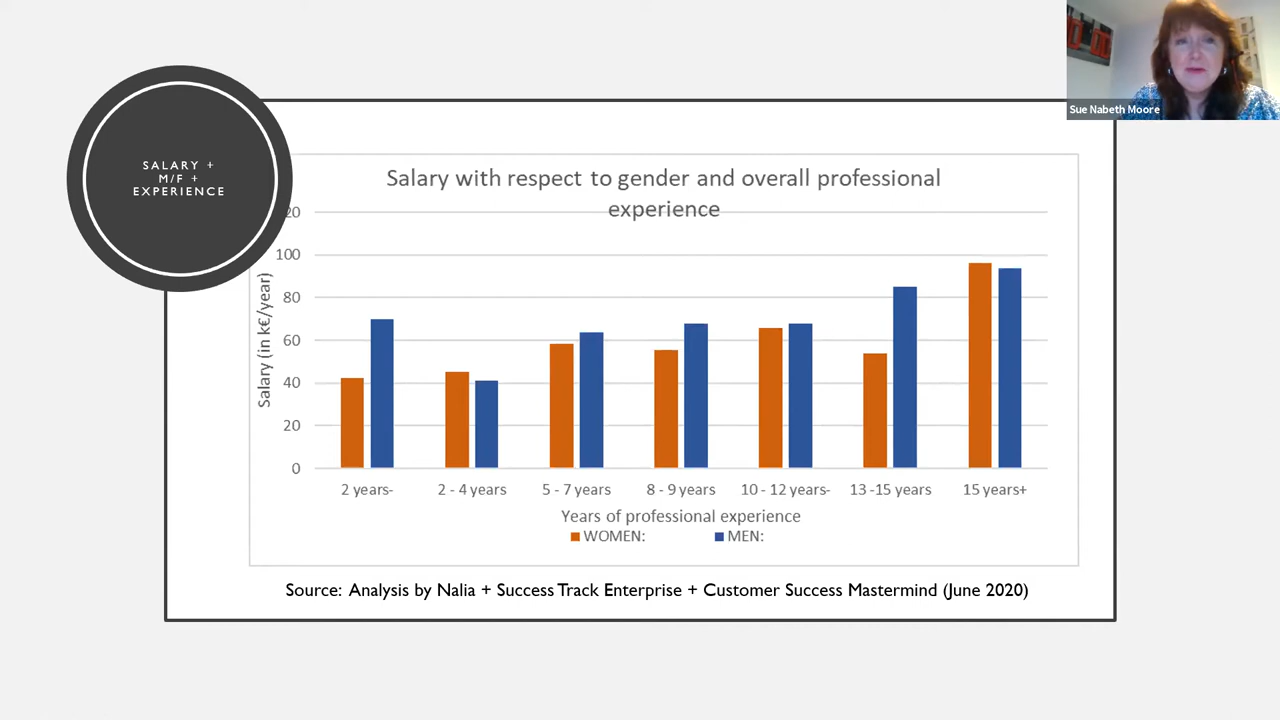 Sue Nabeth Moore
SALARY +
M/F +
EXPERIENCE
Salary with respect to gender and overall professional
experience
20
100
80
60
40
20
0
Salary (in k€/year)
2 years-
2 - 4 years
5 - 7 years
8 - 9 years
10 - 12 years-
13 -15 years
15 years+
Years of professional experience
WOMEN:
MEN:
Source: Analysis by Nalia + Success Track Enterprise + Customer Success Mastermind (June 2020)